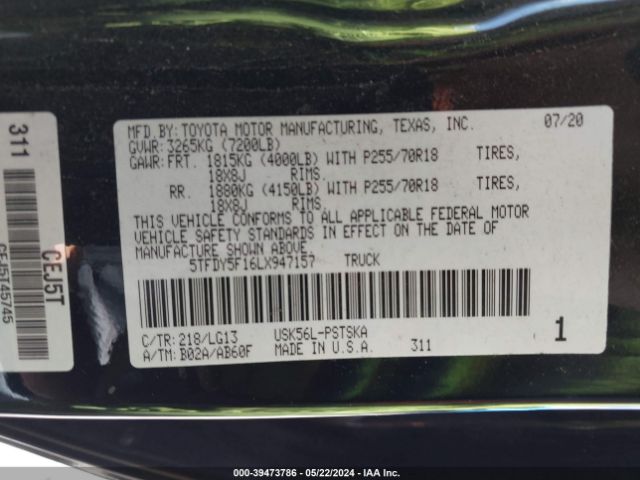 MFD.BY: TOYOTA MOTOR MANUFACTURING, TEXAS, INC. 07/20
GVWR: 3265KG (7200LB)
GAWR: FRT. 1815KG (4000LB) WITH P255/70R18 TIRES,
18X8J RIMS.
RR. 1880KG (4150LB) WITH P255/70R18 TIRES,
18X8J RIMS.
THIS VEHICLE CONFORMS TO ALL APPLICABLE FEDERAL MOTOR
VEHICLE SAFETY STANDARDS IN EFFECT ON THE DATE OF
MANUFACTURE SHOWN ABOVE.
5TFDY5F16LX947157 TRUCK
C/TR: 218/LG13 USK56L-PSTSKA
A/TM: B02A/AB60F MADE IN U.S.A. 311 1
311
CEJ5T
CEJ5T45745
000-39473786 - 05/22/2024 - IAA Inc.